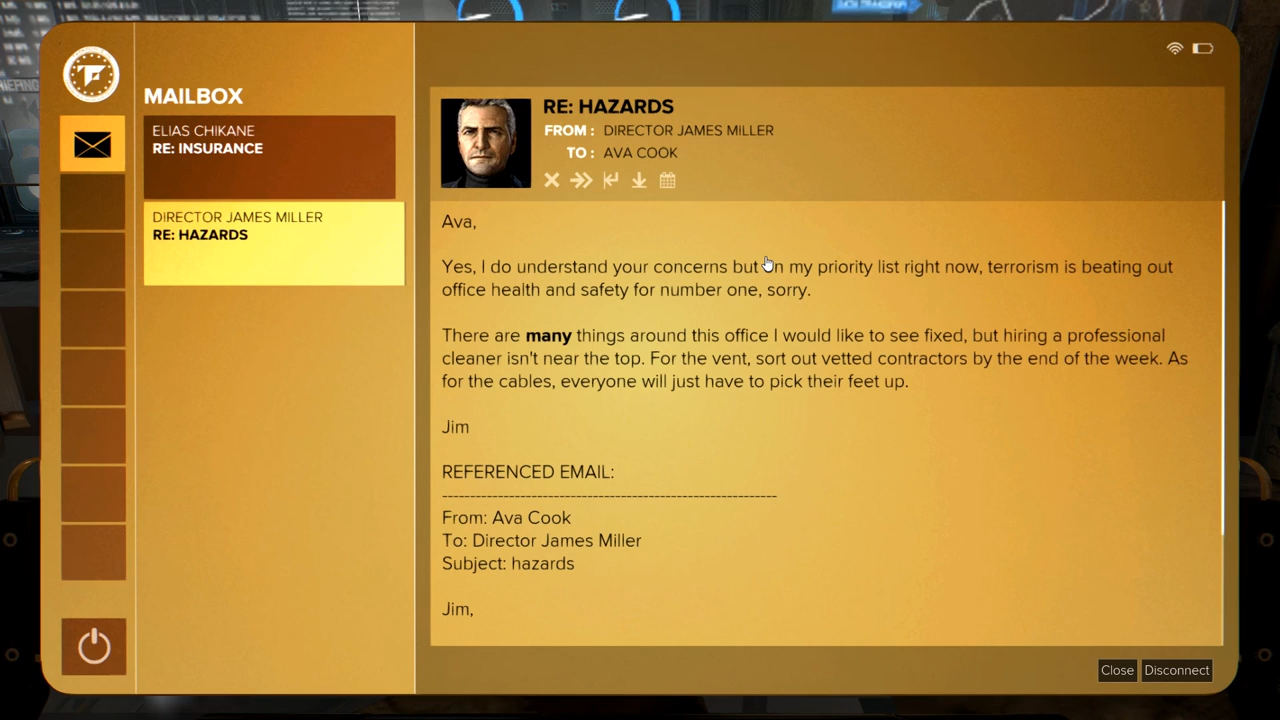 MAILBOX
ELIAS CHIKANE
RE: INSURANCE
DIRECTOR JAMES MILLER
RE: HAZARDS
RE: HAZARDS
FROM : DIRECTOR JAMES MILLER
TO : AVA COOK
Ava,
Yes, I do understand your concerns but on my priority list right now, terrorism is beating out
office health and safety for number one, sorry.
There are many things around this office I would like to see fixed, but hiring a professional
cleaner isn't near the top. For the vent, sort out vetted contractors by the end of the week. As
for the cables, everyone will just have to pick their feet up.
Jim
REFERENCED EMAIL:
------------------------------------------------------------
From: Ava Cook
To: Director James Miller
Subject: hazards
Jim,
Close Disconnect